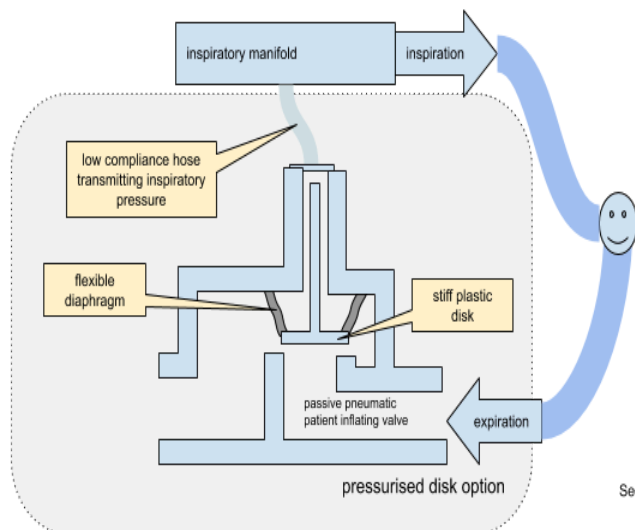 inspiratory manifold
inspiration
low compliance hose
transmitting inspiratory
pressure
flexible
diaphragm
stiff plastic
disk
passive pneumatic
patient inflating valve
expiration
pressurised disk option
Se